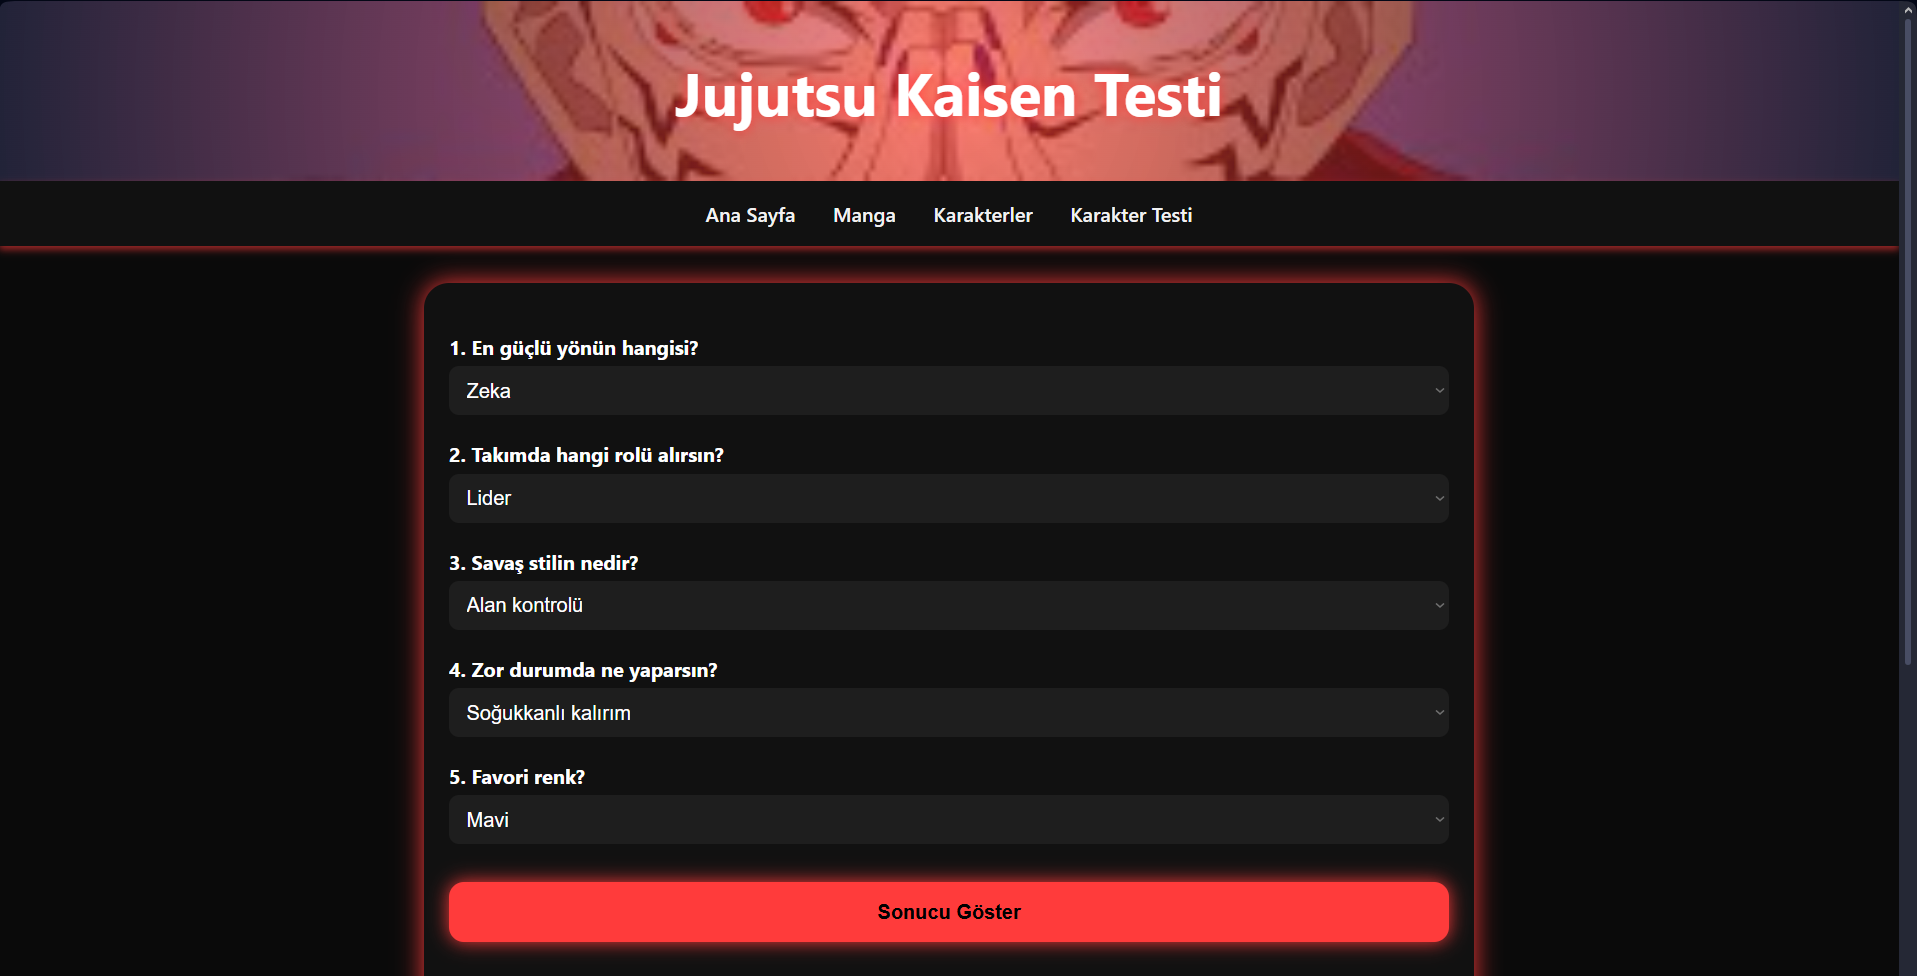 Jujutsu Kaisen Testi
Ana Sayfa Manga Karakterler Karakter Testi
1. En güçlü yönün hangisi?
Zeka
2. Takımda hangi rolü alırsın?
Lider
3. Savaş stilin nedir?
Alan kontrolü
4. Zor durumda ne yaparsın?
Soğukkanlı kalırım
5. Favori renk?
Mavi
Sonucu Göster